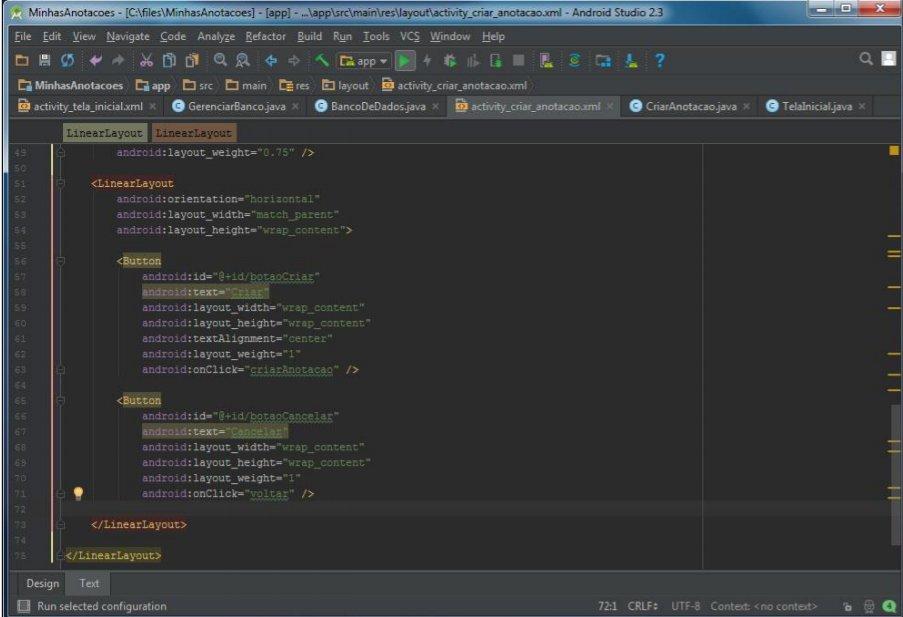 MinhasAnotacoes - [C:\files\MinhasAnotacoes] - [app] - ...\app\src\main\res\layout\activity_criar_anotacao.xml - Android Studio 2.3
File Edit View Navigate Code Analyze Refactor Build Run Tools VCS Window Help
app
MinhasAnotacoes app src main res layout activity_criar_anotacao.xml
activity_tela_inicial.xml GerenciarBanco.java BancoDeDados.java activity_criar_anotacao.xml CriarAnotacao.java TelaInicial.java
LinearLayout LinearLayout
49 android:layout_weight="0.75" />
50
51 <LinearLayout
52 android:orientation="horizontal"
53 android:layout_width="match_parent"
54 android:layout_height="wrap_content">
55
56 <Button
57 android:id="@+id/botaoCriar"
58 android:text="Criar"
59 android:layout_width="wrap_content"
60 android:layout_height="wrap_content"
61 android:textAlignment="center"
62 android:layout_weight="1"
63 android:onClick="criarAnotacao" />
64
65 <Button
66 android:id="@+id/botaoCancelar"
67 android:text="Cancelar"
68 android:layout_width="wrap_content"
69 android:layout_height="wrap_content"
70 android:layout_weight="1"
71 android:onClick="voltar" />
72
73 </LinearLayout>
74
75 </LinearLayout>
Design Text
Run selected configuration 72:1 CRLF UTF-8 Context: <no context> 4